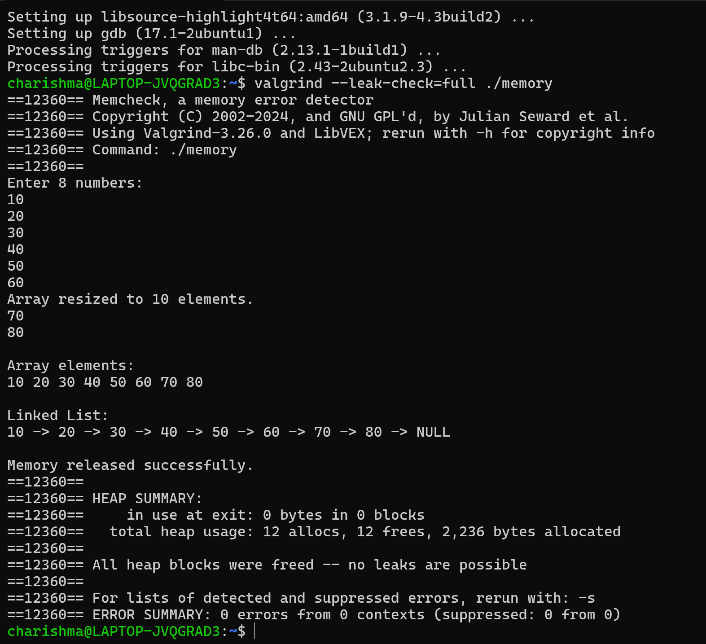 Setting up libsource-highlight4t64:amd64 (3.1.9-4.3build2) ...
Setting up gdb (17.1-2ubuntu1) ...
Processing triggers for man-db (2.13.1-1build1) ...
Processing triggers for libc-bin (2.43-2ubuntu2.3) ...
charishma@LAPTOP-JVQGRAD3:~$ valgrind --leak-check=full ./memory
==12360== Memcheck, a memory error detector
==12360== Copyright (C) 2002-2024, and GNU GPL'd, by Julian Seward et al.
==12360== Using Valgrind-3.26.0 and LibVEX; rerun with -h for copyright info
==12360== Command: ./memory
==12360==
Enter 8 numbers:
10
20
30
40
50
60
Array resized to 10 elements.
70
80
Array elements:
10 20 30 40 50 60 70 80
Linked List:
10 -> 20 -> 30 -> 40 -> 50 -> 60 -> 70 -> 80 -> NULL
Memory released successfully.
==12360==
==12360== HEAP SUMMARY:
==12360==     in use at exit: 0 bytes in 0 blocks
==12360==   total heap usage: 12 allocs, 12 frees, 2,236 bytes allocated
==12360==
==12360== All heap blocks were freed -- no leaks are possible
==12360==
==12360== For lists of detected and suppressed errors, rerun with: -s
==12360== ERROR SUMMARY: 0 errors from 0 contexts (suppressed: 0 from 0)
charishma@LAPTOP-JVQGRAD3:~$